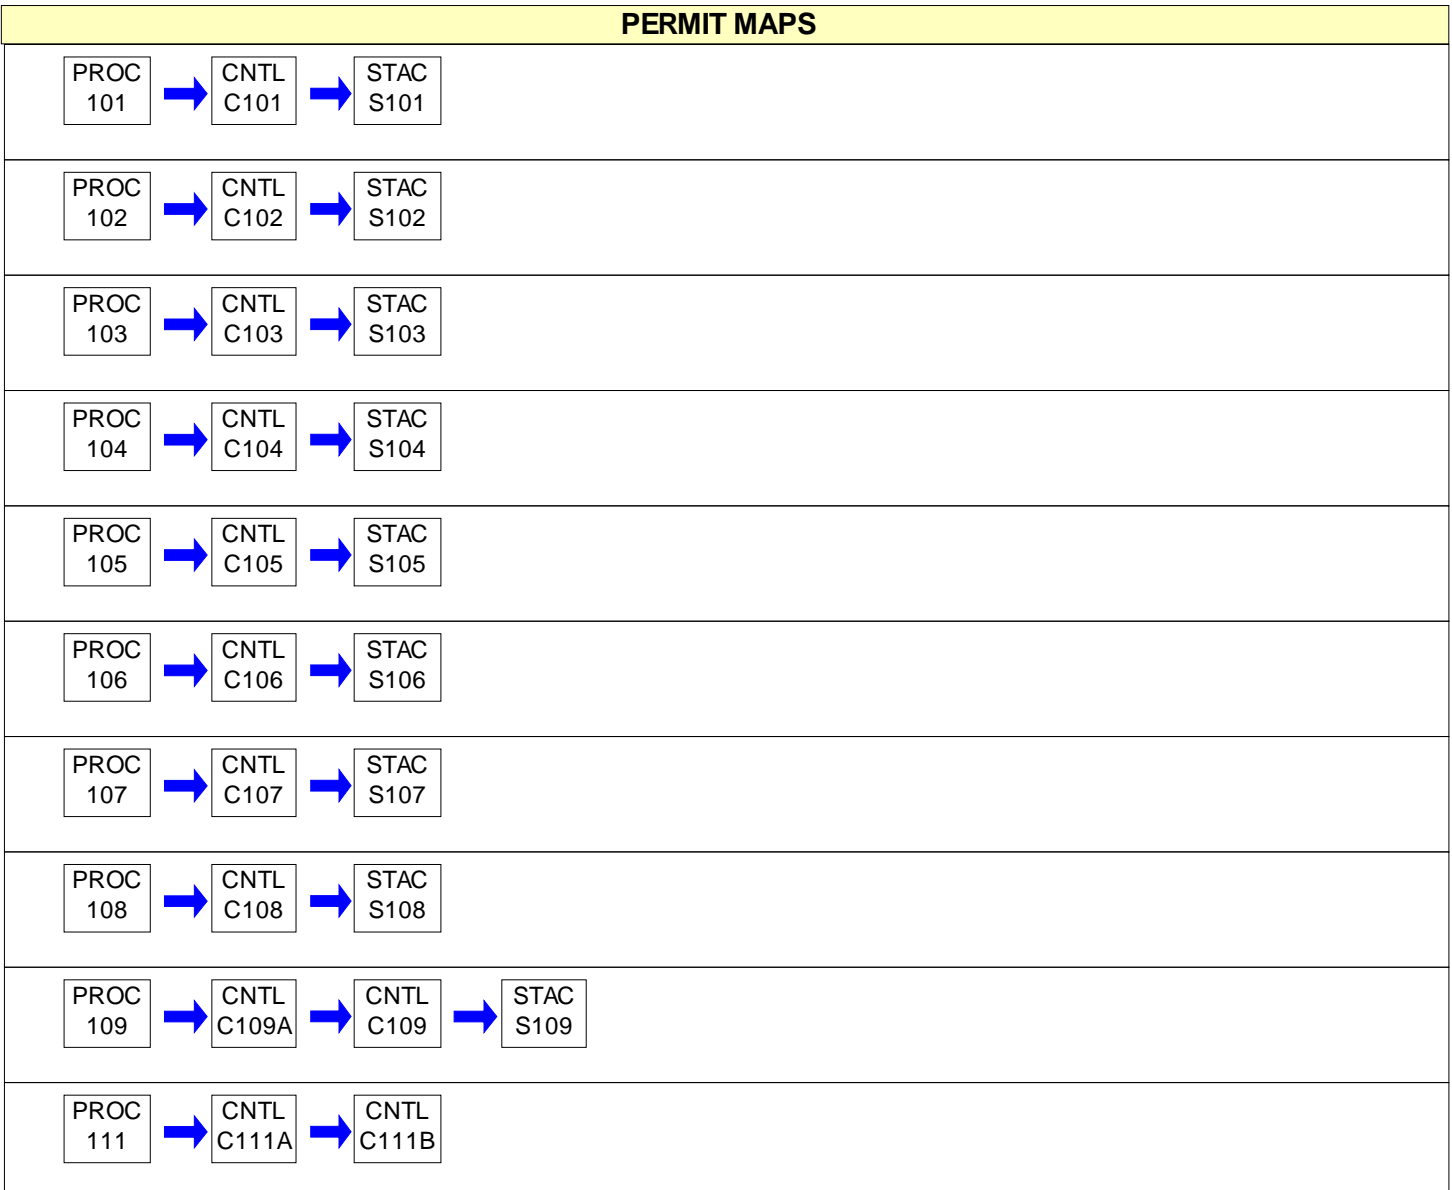 PERMIT MAPS
PROC CNTL STAC
101 C101 S101
PROC CNTL STAC
102 C102 S102
PROC CNTL STAC
103 C103 S103
PROC CNTL STAC
104 C104 S104
PROC CNTL STAC
105 C105 S105
PROC CNTL STAC
106 C106 S106
PROC CNTL STAC
107 C107 S107
PROC CNTL STAC
108 C108 S108
PROC CNTL CNTL STAC
109 C109A C109 S109
PROC CNTL CNTL
111 C111A C111B